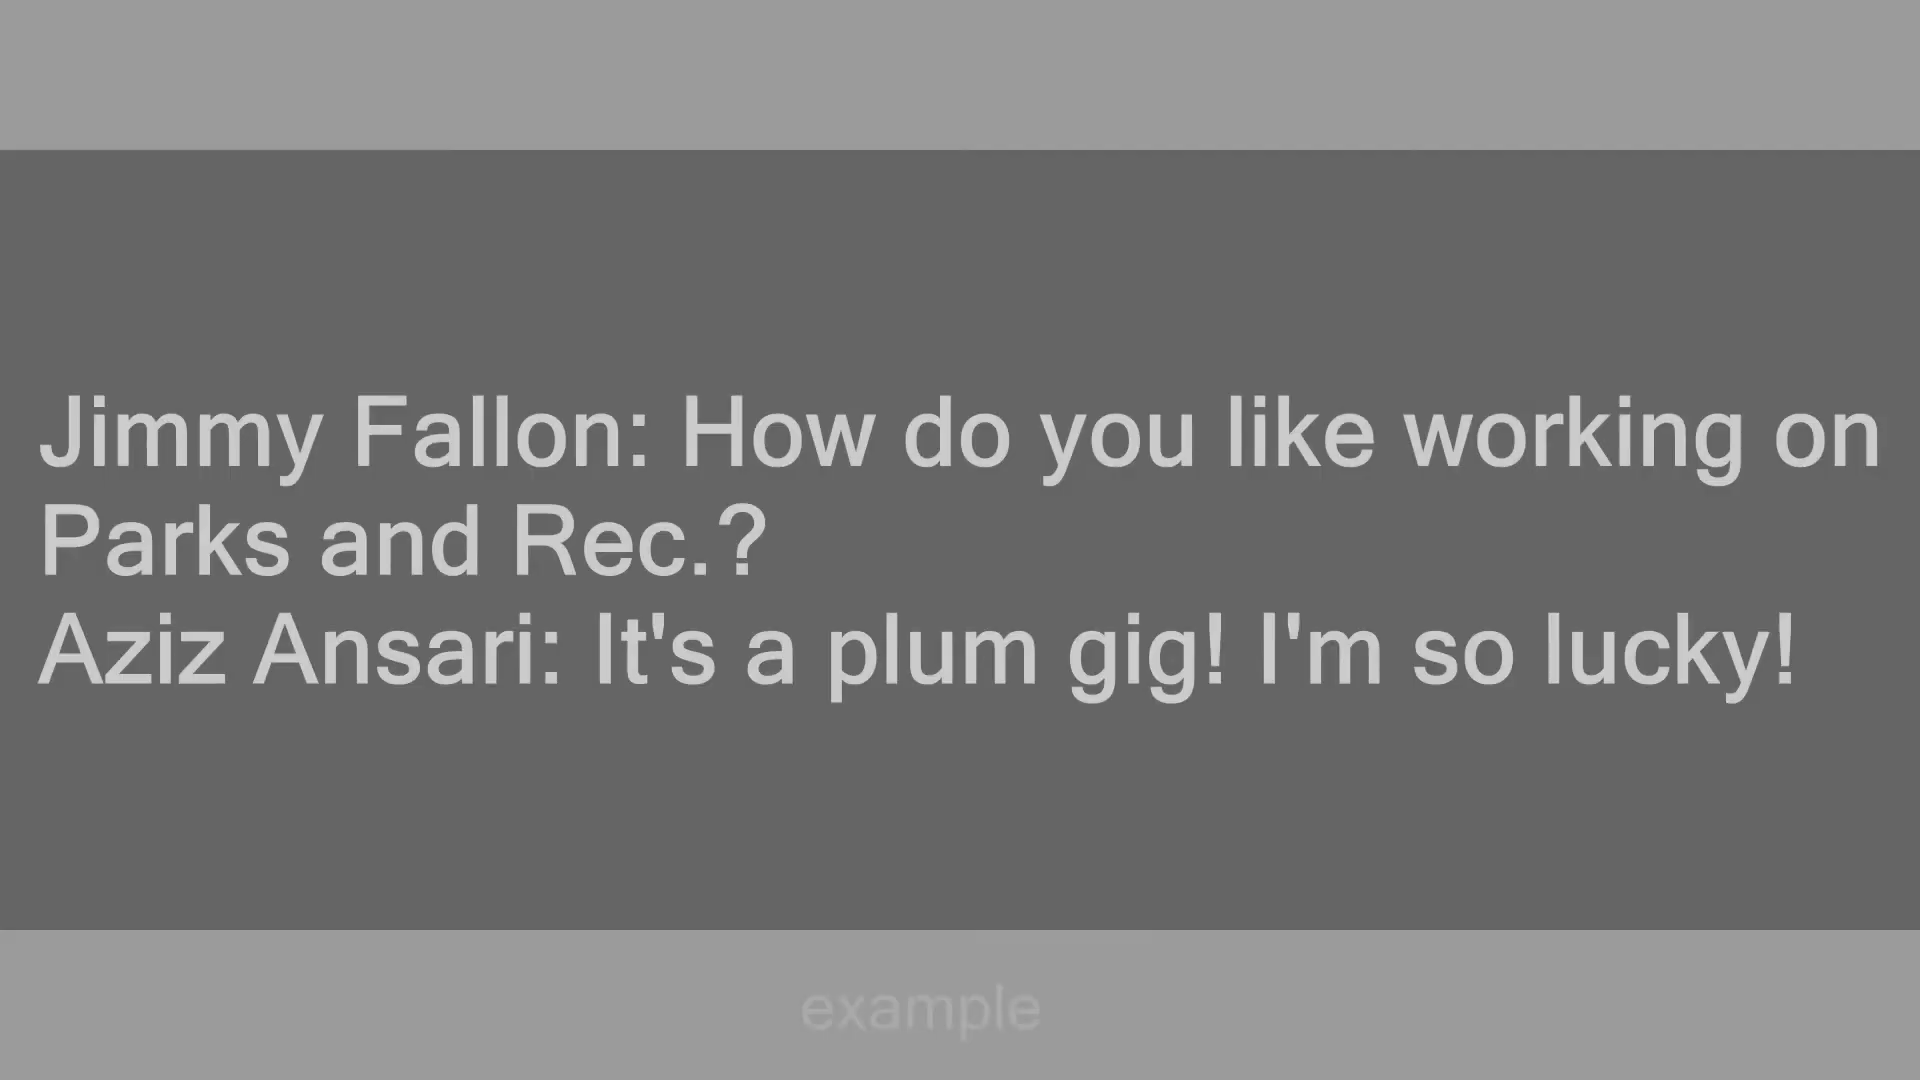 Jimmy Fallon: How do you like working on
Parks and Rec.?
Aziz Ansari: It's a plum gig! I'm so lucky!
example